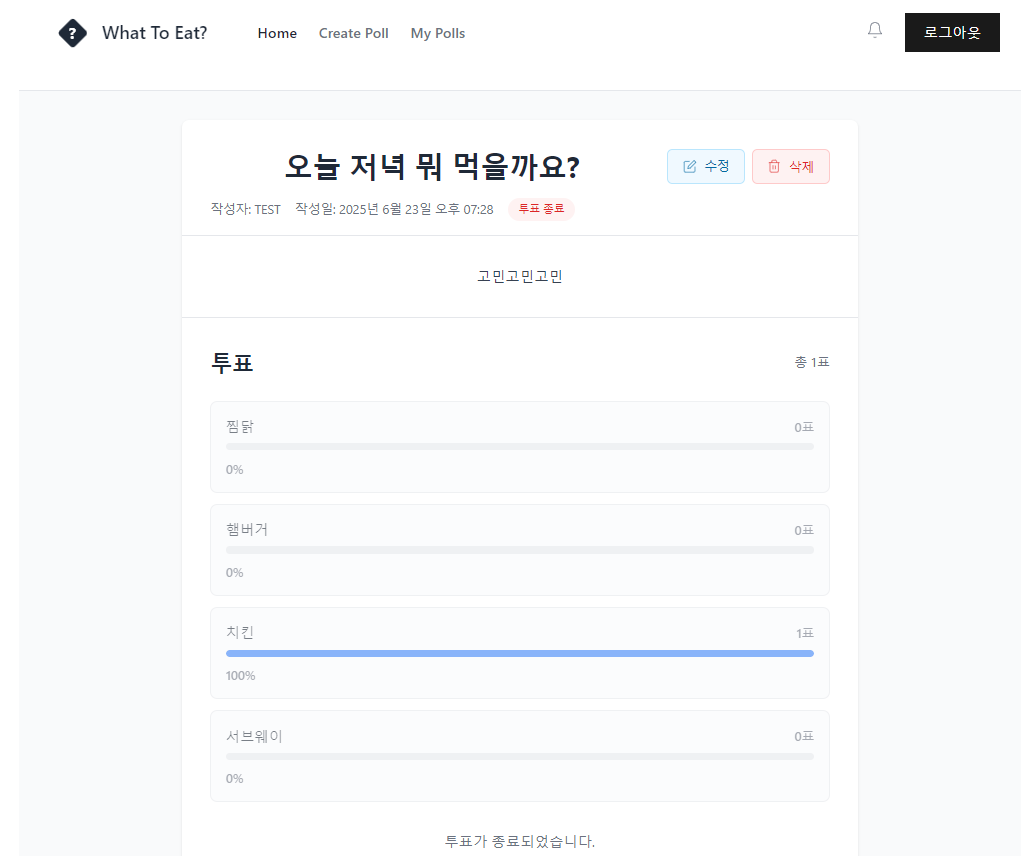 ? What To Eat? Home Create Poll My Polls 로그아웃
오늘 저녁 뭐 먹을까요? 수정 삭제
작성자: TEST 작성일: 2025년 6월 23일 오후 07:28 투표 종료
고민고민고민
투표 총 1표
찜닭 0표
0%
햄버거 0표
0%
치킨 1표
100%
서브웨이 0표
0%
투표가 종료되었습니다.